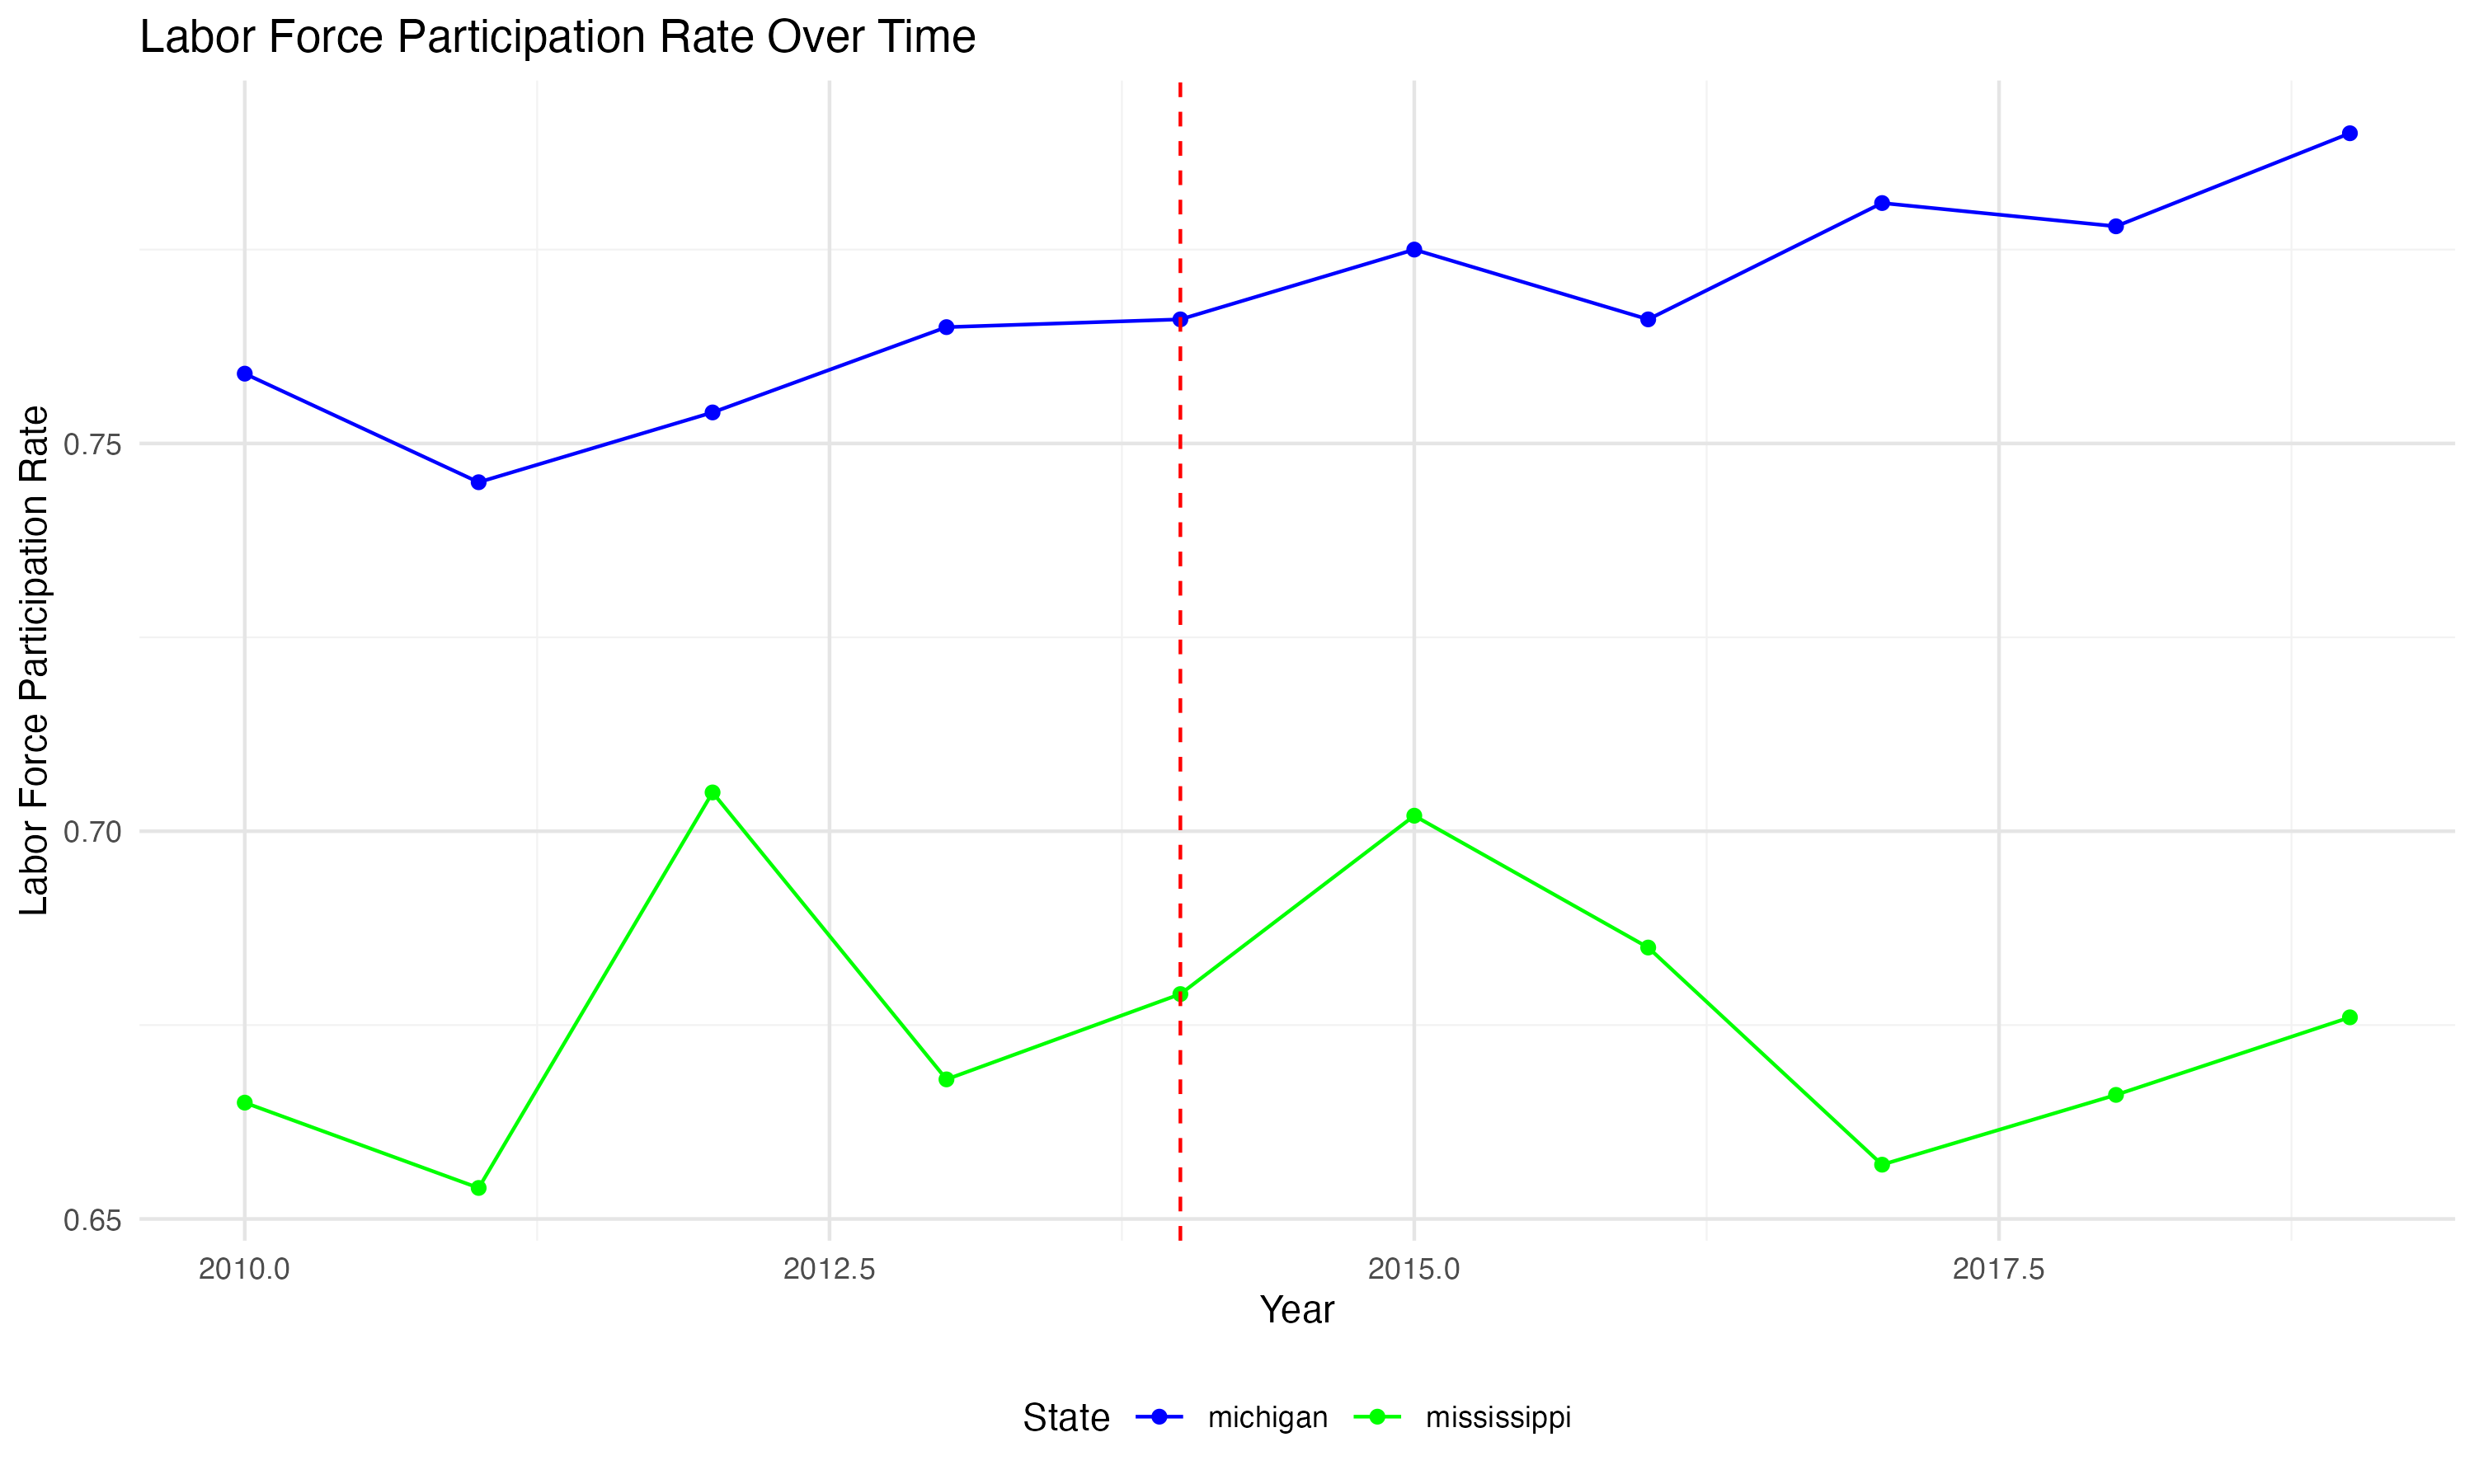 Labor Force Participation Rate Over Time
Labor Force Participation Rate
0.75
0.70
0.65
2010.0 2012.5 2015.0 2017.5
Year
State michigan mississippi